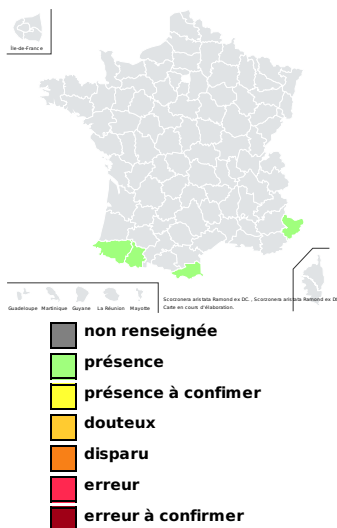 Île-de-France
Guadeloupe Martinique Guyane La Réunion Mayotte
Scorzonera aristata Ramond ex DC. , Scorzonera aristata Ramond ex DC
Carte en cours d'élaboration.
non renseignée
présence
présence à confimer
douteux
disparu
erreur
erreur à confirmer